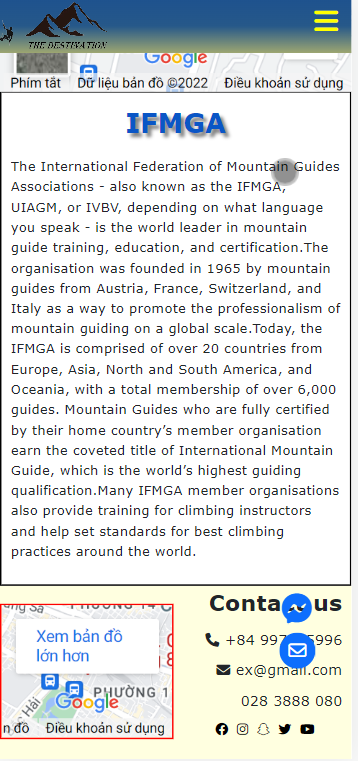 THE DESTIVATION
Google
Phím tắt Dữ liệu bản đồ ©2022 Điều khoản sử dụng
IFMGA
The International Federation of Mountain Guides
Associations - also known as the IFMGA,
UIAGM, or IVBV, depending on what language
you speak - is the world leader in mountain
guide training, education, and certification.The
organisation was founded in 1965 by mountain
guides from Austria, France, Switzerland, and
Italy as a way to promote the professionalism of
mountain guiding on a global scale.Today, the
IFMGA is comprised of over 20 countries from
Europe, Asia, North and South America, and
Oceania, with a total membership of over 6,000
guides. Mountain Guides who are fully certified
by their home country’s member organisation
earn the coveted title of International Mountain
Guide, which is the world’s highest guiding
qualification.Many IFMGA member organisations
also provide training for climbing instructors
and help set standards for best climbing
practices around the world.
Xem bản đồ
lớn hơn
PHƯỜNG 1
Hải
Google
n đồ Điều khoản sử dụng
Contact us
+84 997 5996
ex@gmail.com
028 3888 080